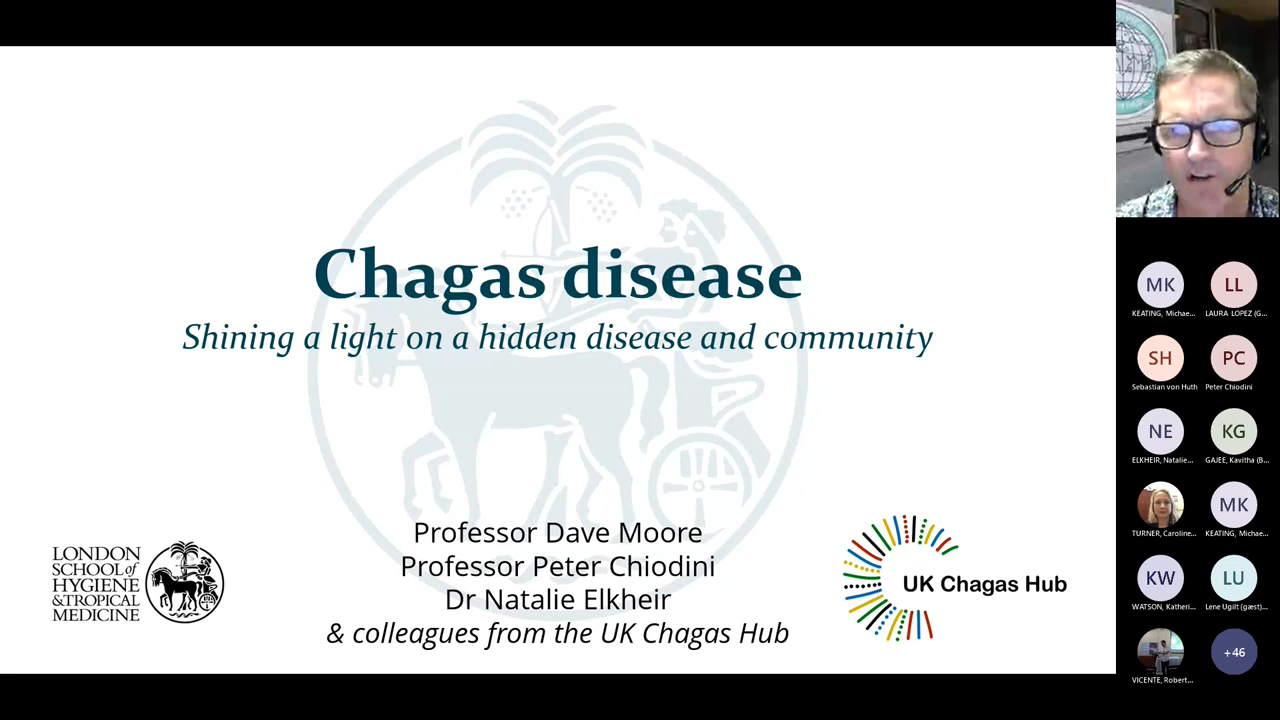 Chagas disease
Shining a light on a hidden disease and community
Professor Dave Moore
Professor Peter Chiodini
Dr Natalie Elkheir
& colleagues from the UK Chagas Hub
LONDON
SCHOOL of
HYGIENE
& TROPICAL
MEDICINE
UK Chagas Hub
MK
KEATING, Michae...
LL
LAURA LOPEZ (G...
SH
Sebastian von Huth
PC
Peter Chiodini
NE
ELKHEIR, Natalie...
KG
GAJEE, Kavitha (B...
TURNER, Caroline...
MK
KEATING, Michae...
KW
WATSON, Katheri...
LU
Lene Ugilt (gæst)...
VICENTE, Robert...
+46